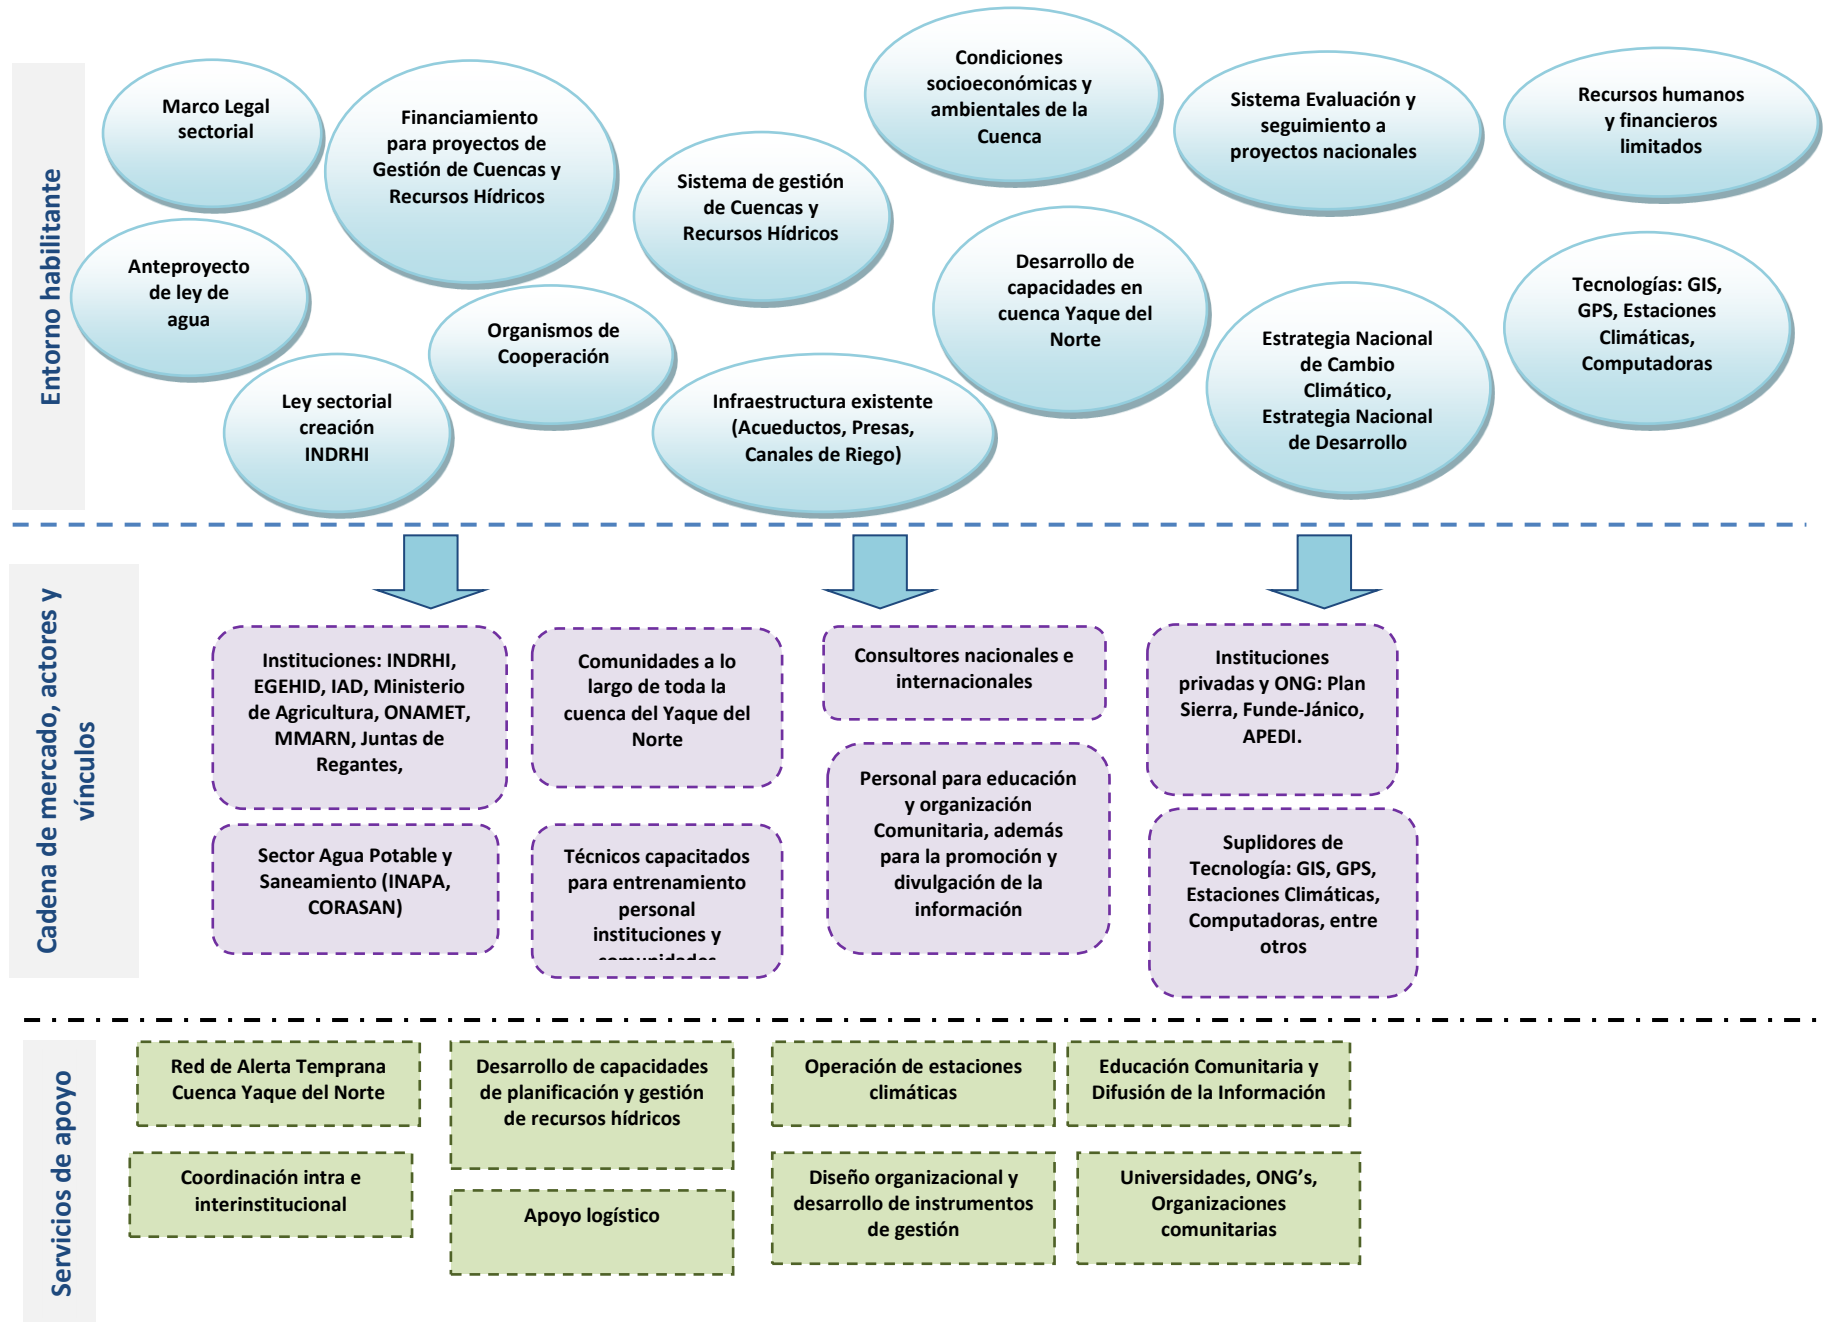 Entorno habilitante
Marco Legal
sectorial
Financiamiento
para proyectos de
Gestión de Cuencas y
Recursos Hídricos
Sistema de gestión
de Cuencas y
Recursos Hídricos
Condiciones
socioeconómicas y
ambientales de la
Cuenca
Sistema Evaluación y
seguimiento a
proyectos nacionales
Recursos humanos
y financieros
limitados
Anteproyecto
de ley de
agua
Organismos de
Cooperación
Desarrollo de
capacidades en
cuenca Yaque del
Norte
Estrategia Nacional
de Cambio
Climático,
Estrategia Nacional
de Desarrollo
Tecnologías: GIS,
GPS, Estaciones
Climáticas,
Computadoras
Ley sectorial
creación
INDRHI
Infraestructura existente
(Acueductos, Presas,
Canales de Riego)
Cadena de mercado, actores y
vínculos
Instituciones: INDRHI,
EGEHID, IAD, Ministerio
de Agricultura, ONAMET,
MMARN, Juntas de
Regantes,
Comunidades a lo
largo de toda la
cuenca del Yaque del
Norte
Consultores nacionales e
internacionales
Instituciones
privadas y ONG: Plan
Sierra, Funde-Jánico,
APEDI.
Sector Agua Potable y
Saneamiento (INAPA,
CORASAN)
Técnicos capacitados
para entrenamiento
personal
instituciones y
comunidades
Personal para educación
y organización
Comunitaria, además
para la promoción y
divulgación de la
información
Suplidores de
Tecnología: GIS, GPS,
Estaciones Climáticas,
Computadoras, entre
otros
Servicios de apoyo
Red de Alerta Temprana
Cuenca Yaque del Norte
Desarrollo de capacidades
de planificación y gestión
de recursos hídricos
Operación de estaciones
climáticas
Educación Comunitaria y
Difusión de la Información
Coordinación intra e
interinstitucional
Apoyo logístico
Diseño organizacional y
desarrollo de instrumentos
de gestión
Universidades, ONG's,
Organizaciones
comunitarias